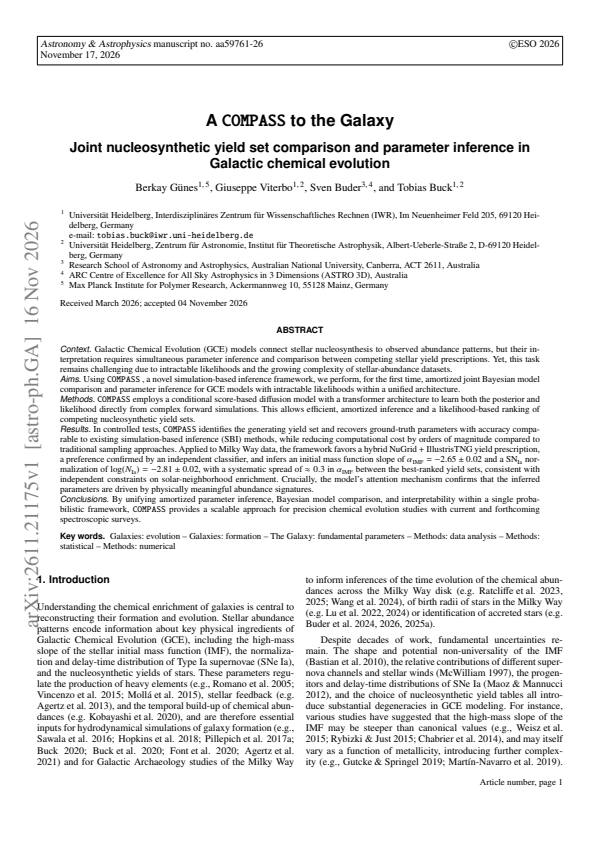 Astronomy & Astrophysics manuscript no. aa59761-26
November 17, 2026
©ESO 2026
A COMPASS to the Galaxy
Joint nucleosynthetic yield set comparison and parameter inference in
Galactic chemical evolution
Berkay Günes1,5, Giuseppe Viterbo1,2, Sven Buder3,4, and Tobias Buck1,2
1 Universität Heidelberg, Interdisziplinäres Zentrum für Wissenschaftliches Rechnen (IWR), Im Neuenheimer Feld 205, 69120 Hei-
delberg, Germany
e-mail: tobias.buck@iwr.uni-heidelberg.de
2 Universität Heidelberg, Zentrum für Astronomie, Institut für Theoretische Astrophysik, Albert-Ueberle-Straße 2, D-69120 Heidel-
berg, Germany
3 Research School of Astronomy and Astrophysics, Australian National University, Canberra, ACT 2611, Australia
4 ARC Centre of Excellence for All Sky Astrophysics in 3 Dimensions (ASTRO 3D), Australia
5 Max Planck Institute for Polymer Research, Ackermannweg 10, 55128 Mainz, Germany
Received March 2026; accepted 04 November 2026
ABSTRACT
Context. Galactic Chemical Evolution (GCE) models connect stellar nucleosynthesis to observed abundance patterns, but their in-
terpretation requires simultaneous parameter inference and comparison between competing stellar yield prescriptions. Yet, this task
remains challenging due to intractable likelihoods and the growing complexity of stellar-abundance datasets.
Aims. Using COMPASS, a novel simulation-based inference framework, we perform, for the first time, amortized joint Bayesian model
comparison and parameter inference for GCE models with intractable likelihoods within a unified architecture.
Methods. COMPASS employs a conditional score-based diffusion model with a transformer architecture to learn both the posterior and
likelihood directly from complex forward simulations. This allows efficient, amortized inference and a likelihood-based ranking of
competing nucleosynthetic yield sets.
Results. In controlled tests, COMPASS identifies the generating yield set and recovers ground-truth parameters with accuracy compa-
rable to existing simulation-based inference (SBI) methods, while reducing computational cost by orders of magnitude compared to
traditional sampling approaches. Applied to Milky Way data, the framework favors a hybrid NuGrid + IllustrisTNG yield prescription,
a preference confirmed by an independent classifier, and infers an initial mass function slope of αIMF = −2.65 ± 0.02 and a SNIa nor-
malization of log(NIa) = −2.81 ± 0.02, with a systematic spread of ≈ 0.3 in αIMF between the best-ranked yield sets, consistent with
independent constraints on solar-neighborhood enrichment. Crucially, the model's attention mechanism confirms that the inferred
parameters are driven by physically meaningful abundance signatures.
Conclusions. By unifying amortized parameter inference, Bayesian model comparison, and interpretability within a single proba-
bilistic framework, COMPASS provides a scalable approach for precision chemical evolution studies with current and forthcoming
spectroscopic surveys.
Key words. Galaxies: evolution – Galaxies: formation – The Galaxy: fundamental parameters – Methods: data analysis – Methods:
statistical – Methods: numerical
1. Introduction
Understanding the chemical enrichment of galaxies is central to
reconstructing their formation and evolution. Stellar abundance
patterns encode information about key physical ingredients of
Galactic Chemical Evolution (GCE), including the high-mass
slope of the stellar initial mass function (IMF), the normaliza-
tion and delay-time distribution of Type Ia supernovae (SNe Ia),
and the nucleosynthesis yields of stars. These parameters regu-
late the production of heavy elements (e.g., Romano et al. 2005;
Vincenzo et al. 2015; Mollá et al. 2015), stellar feedback (e.g.
Agertz et al. 2013), and the temporal build-up of chemical abun-
dances (e.g. Kobayashi et al. 2020), and are therefore essential
inputs for hydrodynamical simulations of galaxy formation (e.g.,
Sawala et al. 2016; Hopkins et al. 2018; Pillepich et al. 2017a;
Buck 2020; Buck et al. 2020; Font et al. 2020; Agertz et al.
2021) and for Galactic Archaeology studies of the Milky Way
to inform inferences of the time evolution of the chemical abun-
dances across the Milky Way disk (e.g. Ratcliffe et al. 2023,
2025; Wang et al. 2024), of birth radii of stars in the Milky Way
(e.g. Lu et al. 2022, 2024) or identification of accreted stars (e.g.
Buder et al. 2024, 2026, 2025a).
Despite decades of work, fundamental uncertainties re-
main. The shape and potential non-universality of the IMF
(Bastian et al. 2010), the relative contributions of different super-
nova channels and stellar winds (McWilliam 1997), the progen-
itors and delay-time distributions of SNe Ia (Maoz & Mannucci
2012), and the choice of nucleosynthetic yield tables all intro-
duce substantial degeneracies in GCE modeling. For instance,
various studies have suggested that the high-mass slope of the
IMF may be steeper than canonical values (e.g., Weisz et al.
2015; Rybizki & Just 2015; Chabrier et al. 2014), and may itself
vary as a function of metallicity, introducing further complex-
ity (e.g., Gutcke & Springel 2019; Martín-Navarro et al. 2019).
Article number, page 1
arXiv:2611.21175v1 [astro-ph.GA] 16 Nov 2026